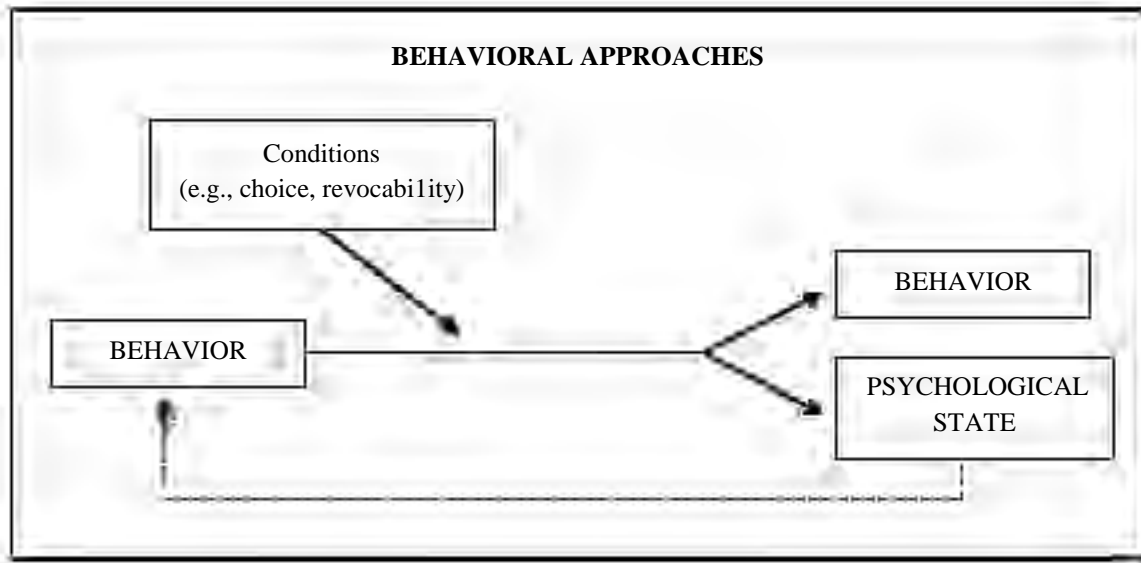 BEHAVIORAL APPROACHES
Conditions
(e.g., choice, revocabi1ity)
BEHAVIOR
BEHAVIOR
PSYCHOLOGICAL
STATE